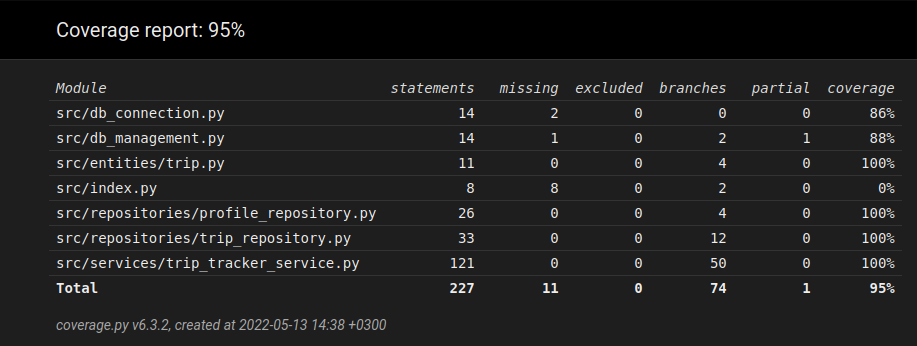 Coverage report: 95%
Module statements missing excluded branches partial coverage
src/db_connection.py 14 2 0 0 0 86%
src/db_management.py 14 1 0 2 1 88%
src/entities/trip.py 11 0 0 4 0 100%
src/index.py 8 8 0 2 0 0%
src/repositories/profile_repository.py 26 0 0 4 0 100%
src/repositories/trip_repository.py 33 0 0 12 0 100%
src/services/trip_tracker_service.py 121 0 0 50 0 100%
Total 227 11 0 74 1 95%
coverage.py v6.3.2, created at 2022-05-13 14:38 +0300